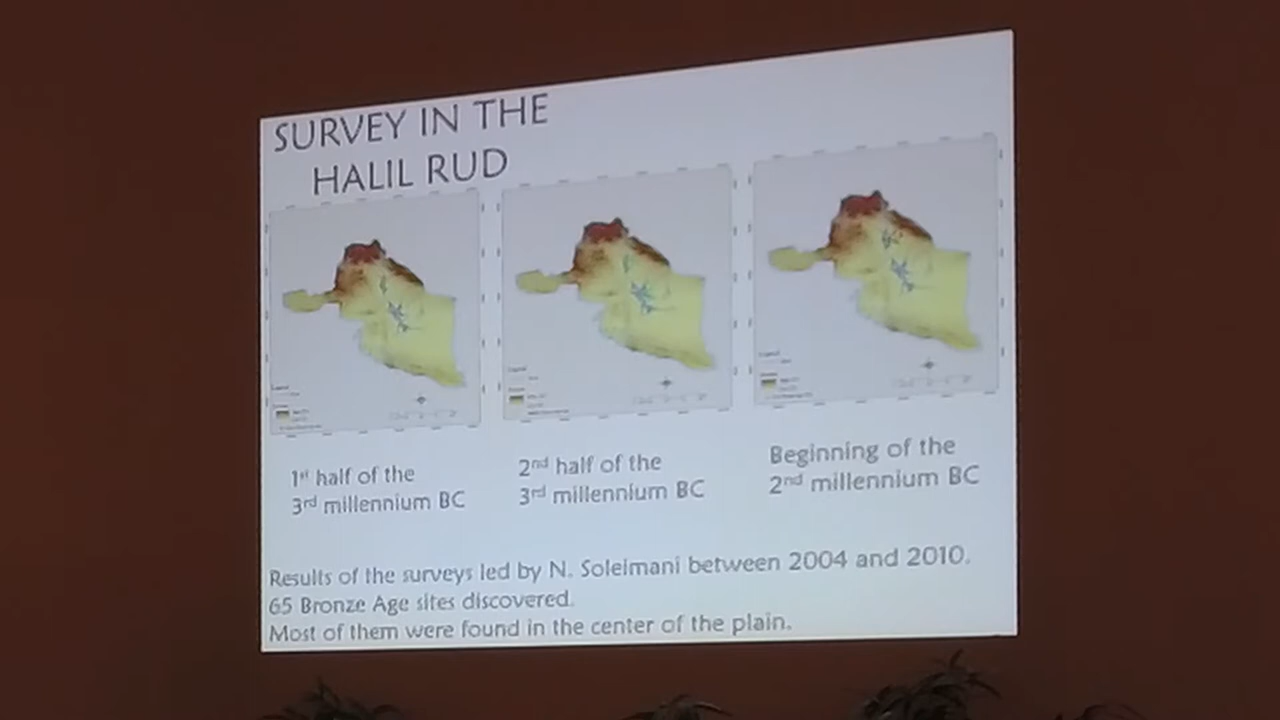 SURVEY IN THE
HALIL RUD
1st half of the
3rd millennium BC
2nd half of the
3rd millennium BC
Beginning of the
2nd millennium BC
Results of the surveys led by N. Soleimani between 2004 and 2010.
65 Bronze Age sites discovered.
Most of them were found in the center of the plain.